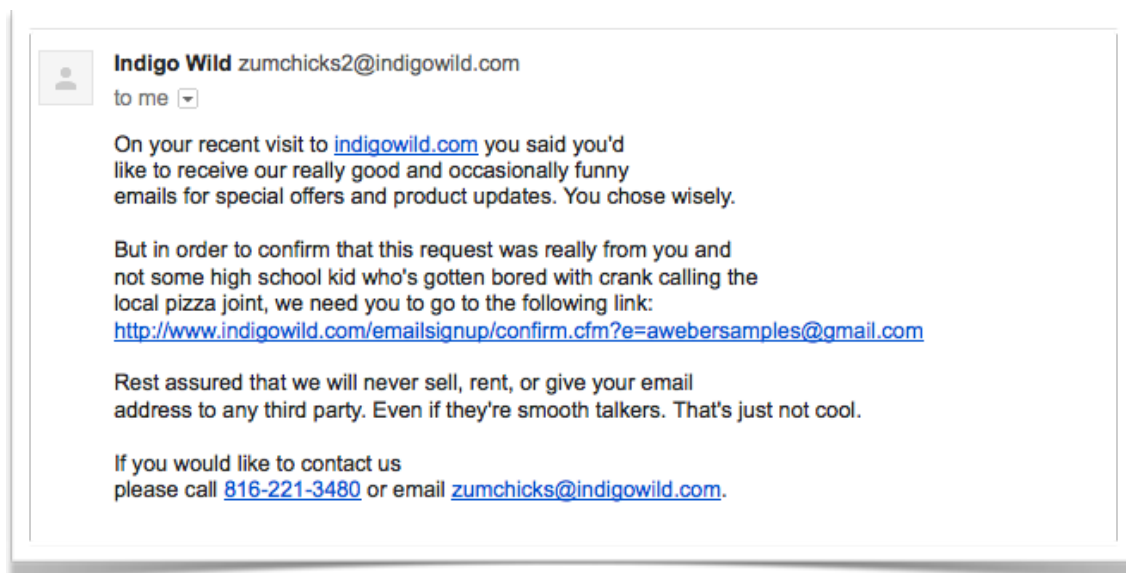 Indigo Wild zumchicks2@indigowild.com
to me
On your recent visit to indigowild.com you said you'd
like to receive our really good and occasionally funny
emails for special offers and product updates. You chose wisely.
But in order to confirm that this request was really from you and
not some high school kid who's gotten bored with crank calling the
local pizza joint, we need you to go to the following link:
http://www.indigowild.com/emailsignup/confirm.cfm?e=awebersamples@gmail.com
Rest assured that we will never sell, rent, or give your email
address to any third party. Even if they're smooth talkers. That's just not cool.
If you would like to contact us
please call 816-221-3480 or email zumchicks@indigowild.com.